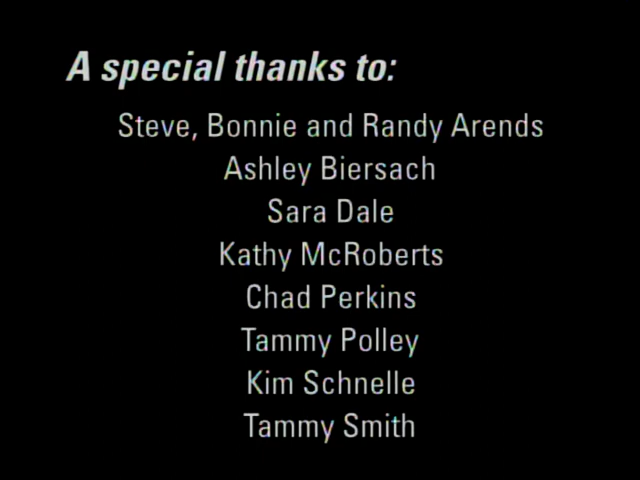 A special thanks to:
Steve, Bonnie and Randy Arends
Ashley Biersach
Sara Dale
Kathy McRoberts
Chad Perkins
Tammy Polley
Kim Schnelle
Tammy Smith